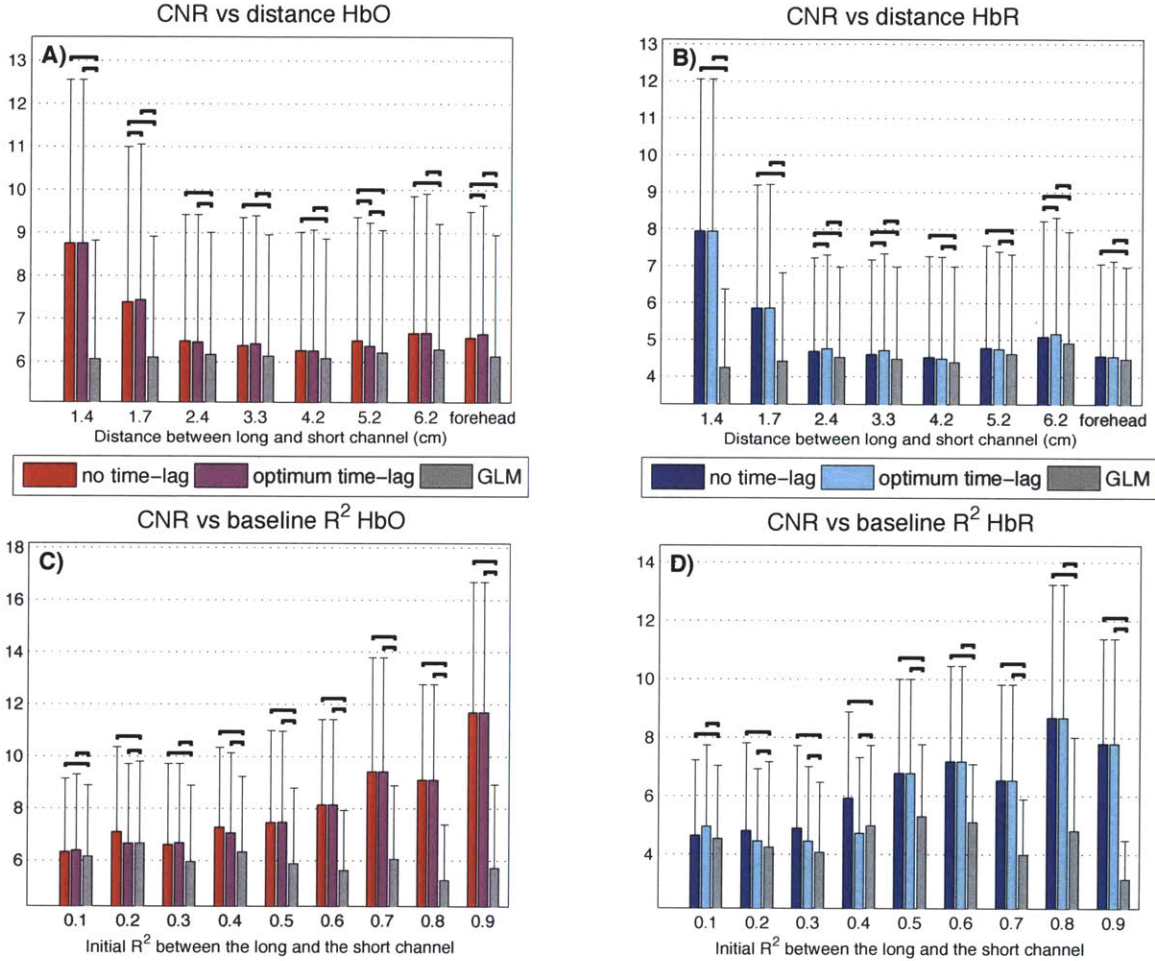 CNR vs distance HbO
A)
13
12
11
10
9
8
7
6
1.4 1.7 2.4 3.3 4.2 5.2 6.2 forehead
Distance between long and short channel (cm)
no time-lag optimum time-lag GLM
CNR vs distance HbR
B)
13
12
11
10
9
8
7
6
5
4
1.4 1.7 2.4 3.3 4.2 5.2 6.2 forehead
Distance between long and short channel (cm)
no time-lag optimum time-lag GLM
CNR vs baseline R² HbO
C)
18
16
14
12
10
8
6
0.1 0.2 0.3 0.4 0.5 0.6 0.7 0.8 0.9
Initial R² between the long and the short channel
CNR vs baseline R² HbR
D)
14
12
10
8
6
4
0.1 0.2 0.3 0.4 0.5 0.6 0.7 0.8 0.9
Initial R² between the long and the short channel